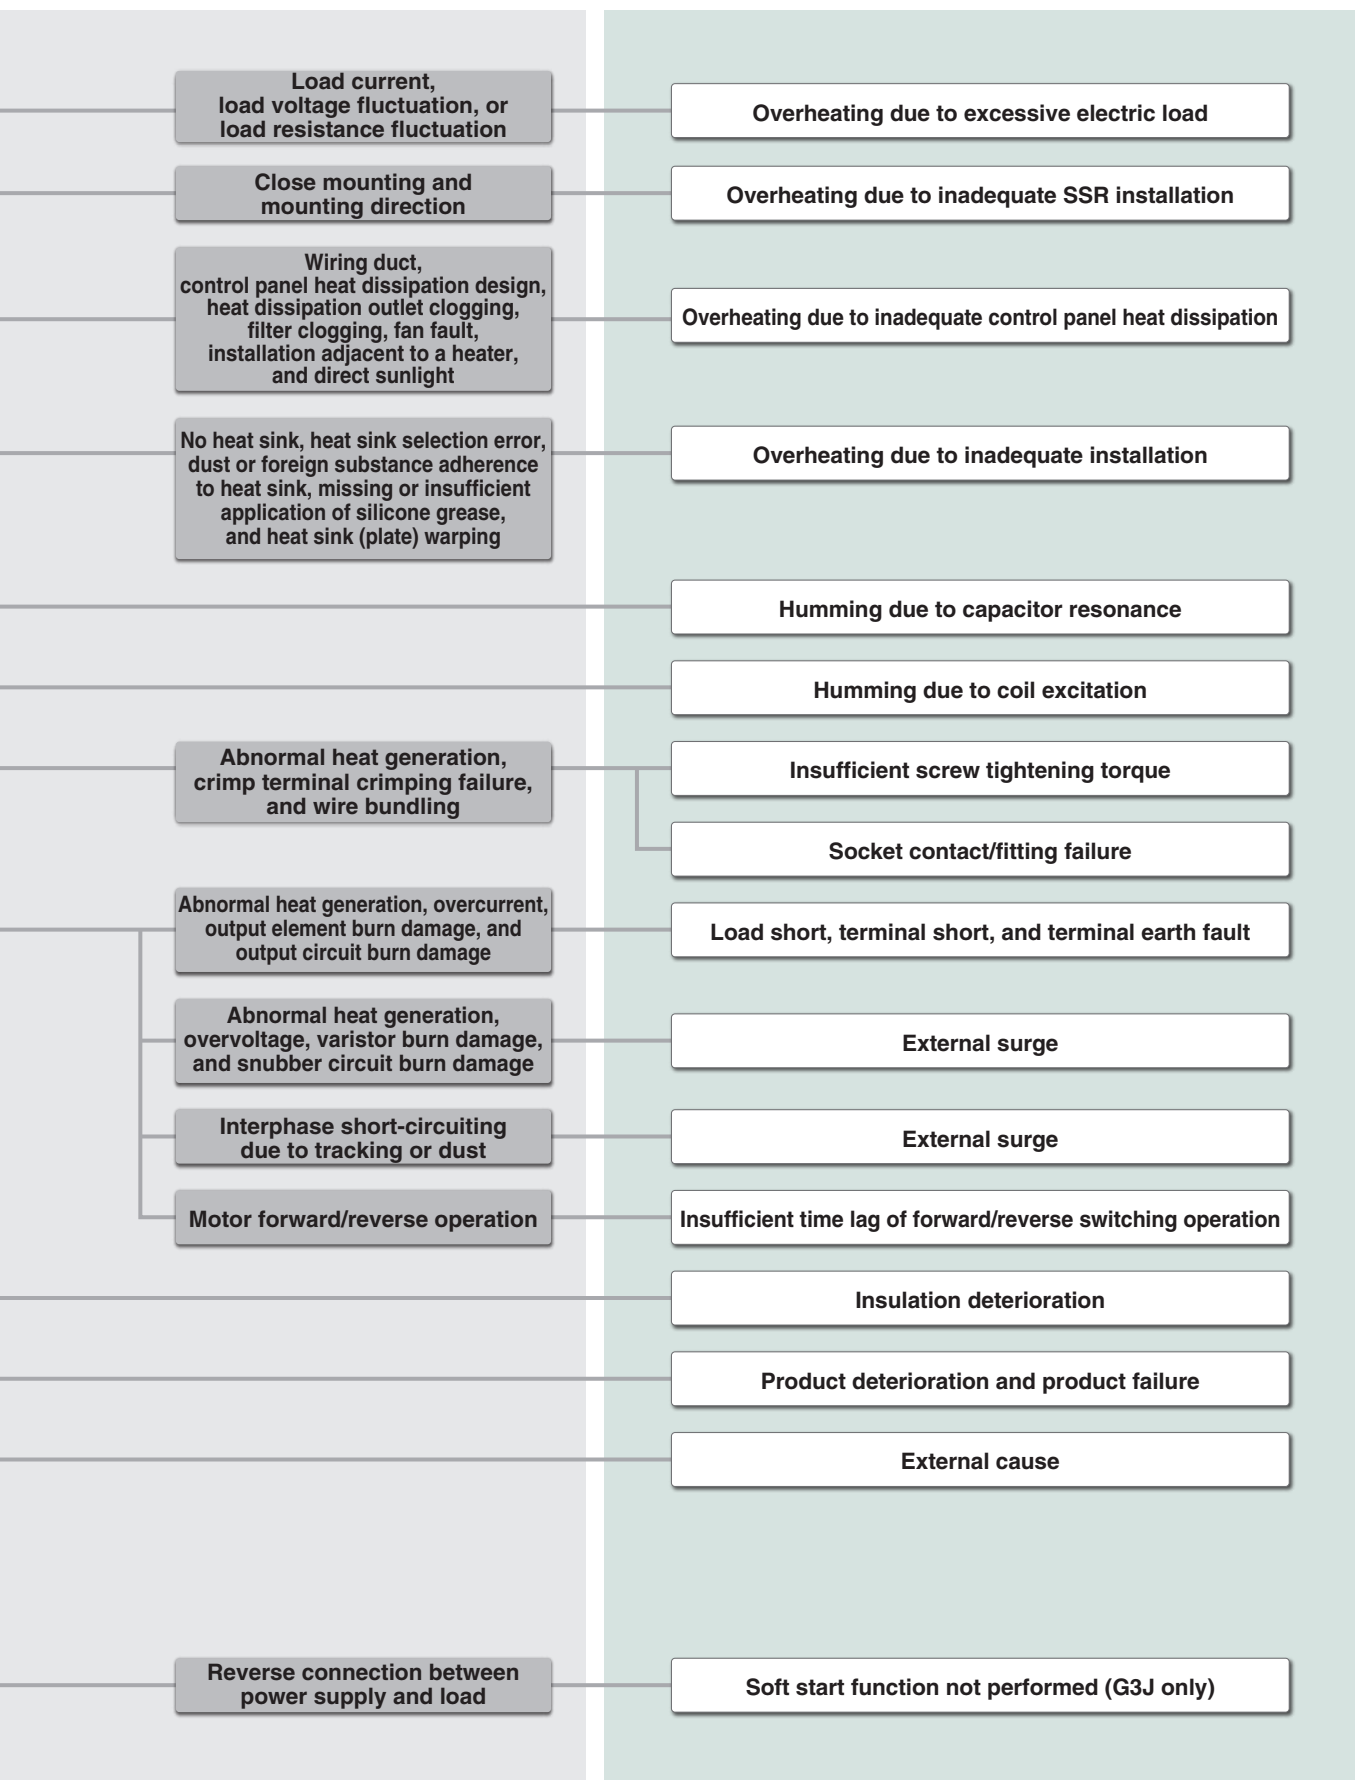 Load current,
load voltage fluctuation, or
load resistance fluctuation
Overheating due to excessive electric load
Close mounting and
mounting direction
Overheating due to inadequate SSR installation
Wiring duct,
control panel heat dissipation design,
heat dissipation outlet clogging,
filter clogging, fan fault,
installation adjacent to a heater,
and direct sunlight
Overheating due to inadequate control panel heat dissipation
No heat sink, heat sink selection error,
dust or foreign substance adherence
to heat sink, missing or insufficient
application of silicone grease,
and heat sink (plate) warping
Overheating due to inadequate installation
Humming due to capacitor resonance
Humming due to coil excitation
Abnormal heat generation,
crimp terminal crimping failure,
and wire bundling
Insufficient screw tightening torque
Socket contact/fitting failure
Abnormal heat generation, overcurrent,
output element burn damage, and
output circuit burn damage
Load short, terminal short, and terminal earth fault
Abnormal heat generation,
overvoltage, varistor burn damage,
and snubber circuit burn damage
External surge
Interphase short-circuiting
due to tracking or dust
External surge
Motor forward/reverse operation
Insufficient time lag of forward/reverse switching operation
Insulation deterioration
Product deterioration and product failure
External cause
Reverse connection between
power supply and load
Soft start function not performed (G3J only)